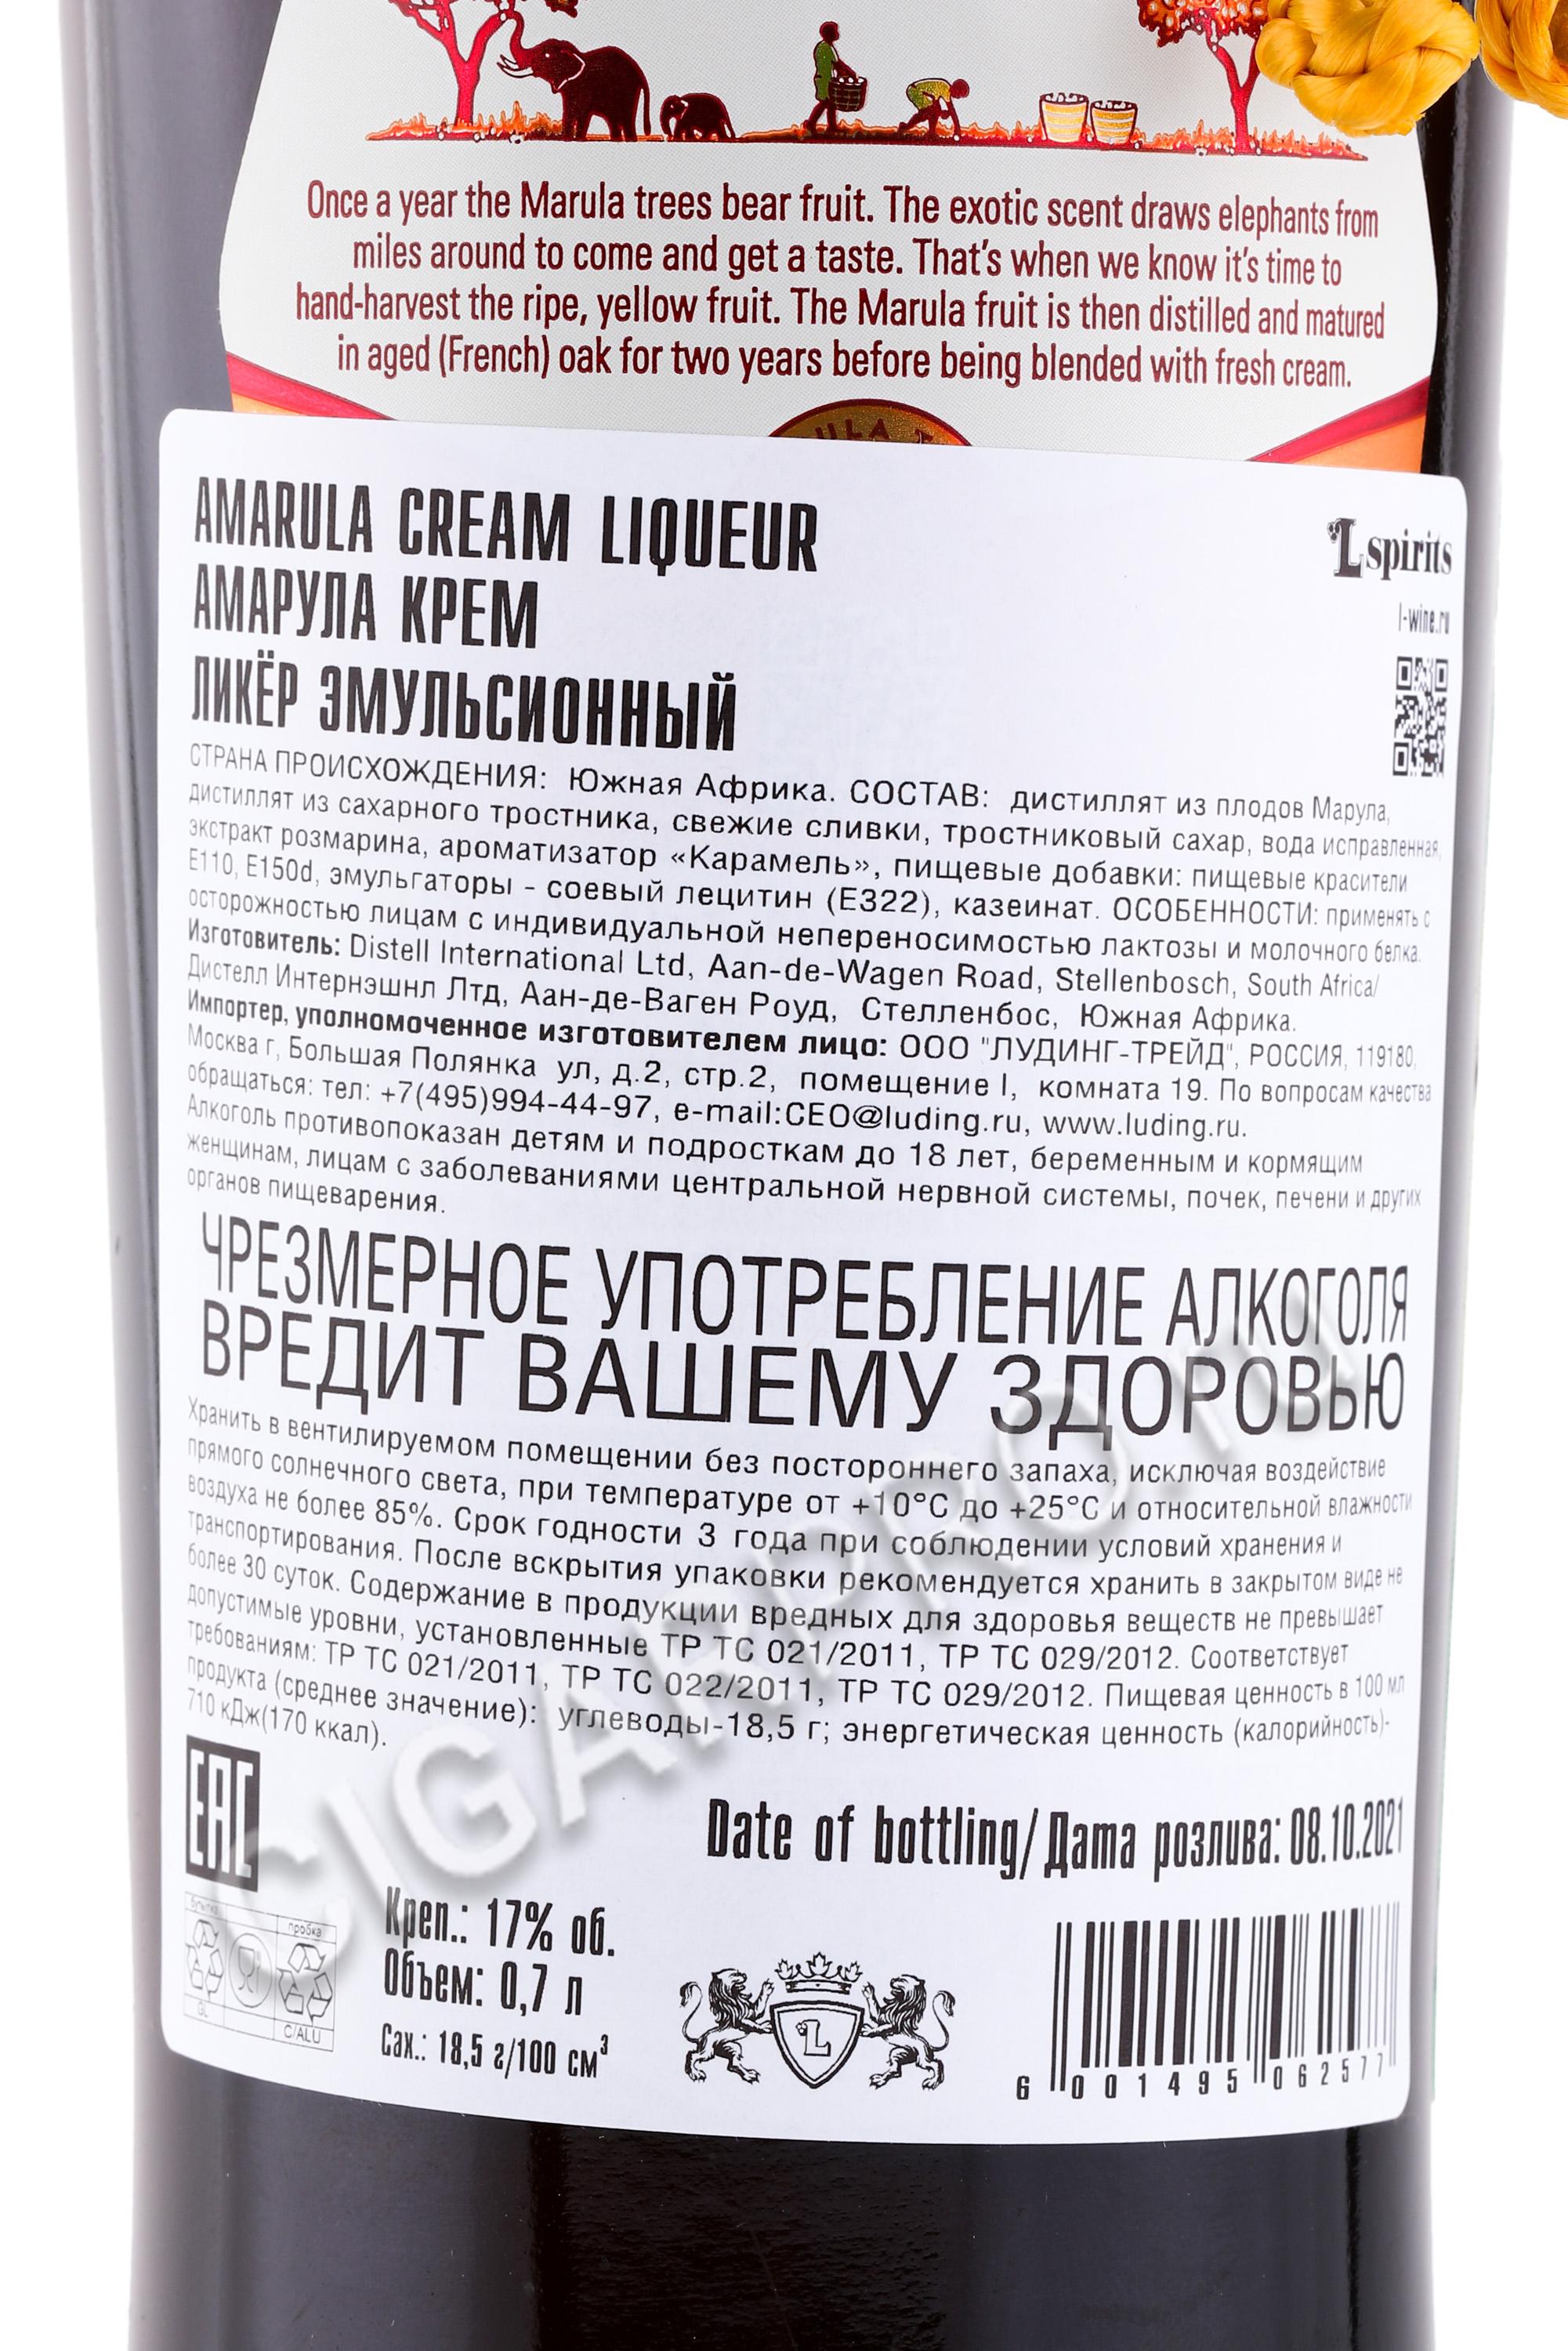 Once a year the Marula trees bear fruit. The exotic scent draws elephants from
miles around to come and get a taste. That's when we know it's time to
hand-harvest the ripe, yellow fruit. The Marula fruit is then distilled and matured
in aged (French) oak for two years before being blended with fresh cream.
AMARULA CREAM LIQUEUR
АМАРУЛА КРЕМ
ЛИКЁР ЭМУЛЬСИОННЫЙ
L spirits
l-wine.ru
СТРАНА ПРОИСХОЖДЕНИЯ: Южная Африка. СОСТАВ: дистиллят из плодов Марула,
дистиллят из сахарного тростника, свежие сливки, тростниковый сахар, вода исправленная,
экстракт розмарина, ароматизатор «Карамель», пищевые добавки: пищевые красители
E110, E150d, эмульгаторы - соевый лецитин (E322), казеинат. ОСОБЕННОСТИ: применять с
осторожностью лицам с индивидуальной непереносимостью лактозы и молочного белка.
Изготовитель: Distell International Ltd, Aan-de-Wagen Road, Stellenbosch, South Africa/
Дистелл Интернэшнл Лтд, Аан-де-Ваген Роуд, Стелленбос, Южная Африка.
Импортер, уполномоченное изготовителем лицо: ООО "ЛУДИНГ-ТРЕЙД", РОССИЯ, 119180,
Москва г, Большая Полянка ул, д.2, стр.2, помещение I, комната 19. По вопросам качества
обращаться: тел: +7(495)994-44-97, e-mail:CEO@luding.ru, www.luding.ru.
Алкоголь противопоказан детям и подросткам до 18 лет, беременным и кормящим
женщинам, лицам с заболеваниями центральной нервной системы, почек, печени и других
органов пищеварения.
ЧРЕЗМЕРНОЕ УПОТРЕБЛЕНИЕ АЛКОГОЛЯ
ВРЕДИТ ВАШЕМУ ЗДОРОВЬЮ
Хранить в вентилируемом помещении без постороннего запаха, исключая воздействие
прямого солнечного света, при температуре от +10°C до +25°C и относительной влажности
воздуха не более 85%. Срок годности 3 года при соблюдении условий хранения и
транспортирования. После вскрытия упаковки рекомендуется хранить в закрытом виде не
более 30 суток. Содержание в продукции вредных для здоровья веществ не превышает
допустимые уровни, установленные ТР ТС 021/2011, ТР ТС 029/2012. Соответствует
требованиям: ТР ТС 021/2011, ТР ТС 022/2011, ТР ТС 029/2012. Пищевая ценность в 100 мл
продукта (среднее значение): углеводы-18,5 г; энергетическая ценность (калорийность)-
710 кДж(170 ккал).
EAC
Date of bottling/Дата розлива: 08.10.2021
бутылка
пробка
GL
C/ALU
Креп.: 17% об.
Объем: 0,7 л
Сах.: 18,5 г/100 см³
L
6 001495 062577
CIGARPRO.ru